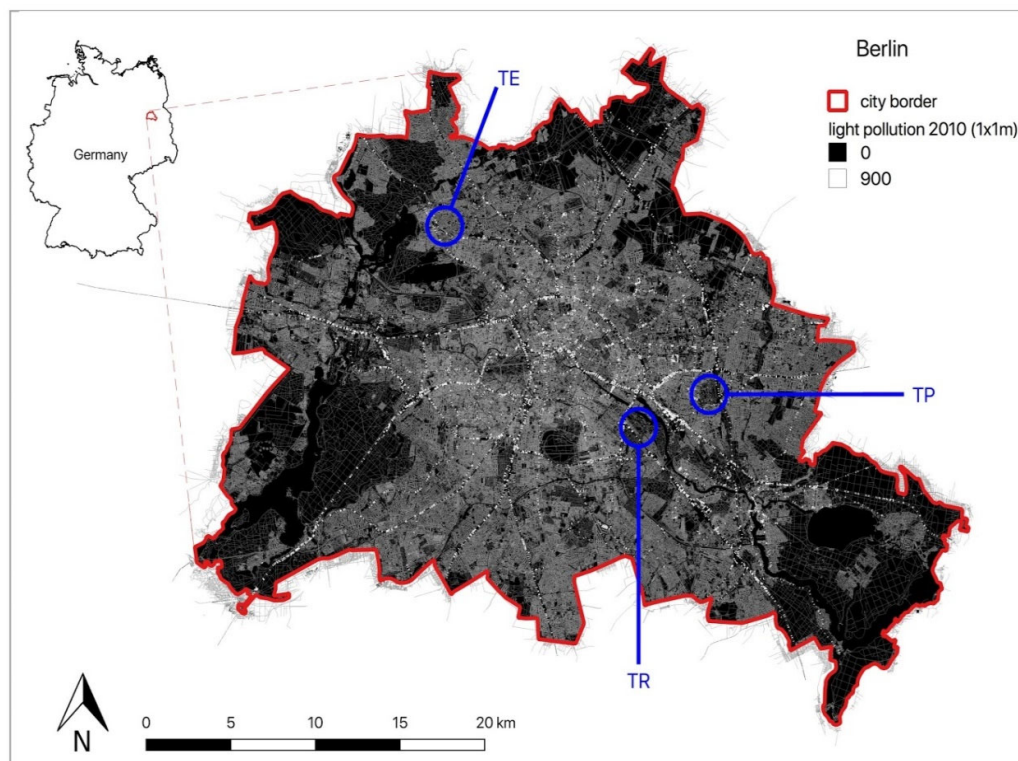 Berlin
TE
city border
light pollution 2010 (1x1m)
0
900
Germany
TP
TR
N
0 5 10 15 20 km